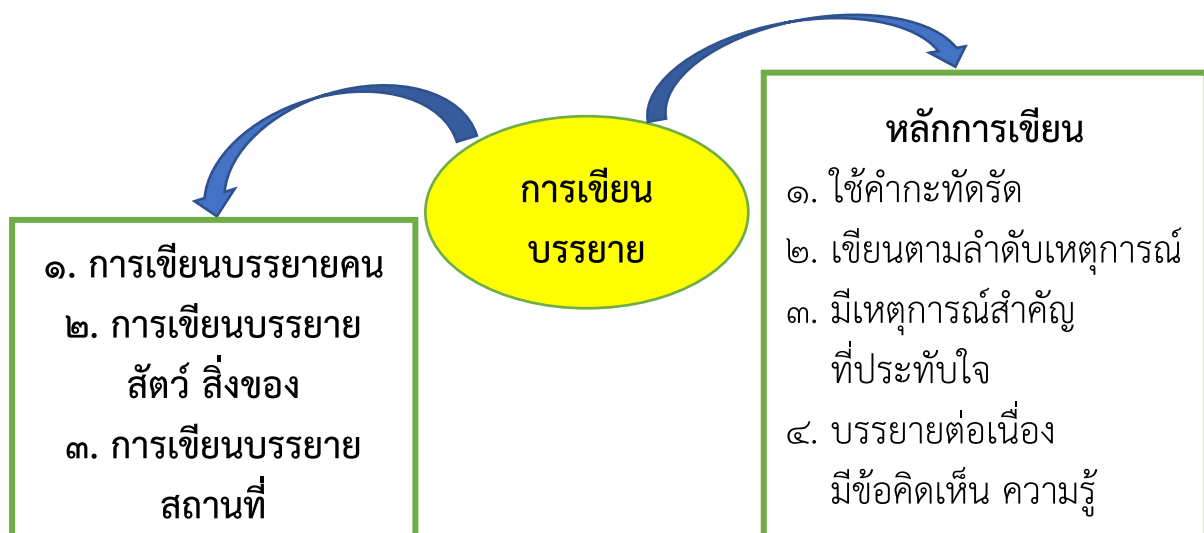 การเขียน
บรรยาย
๑. การเขียนบรรยายคน
๒. การเขียนบรรยาย
สัตว์ สิ่งของ
๓. การเขียนบรรยาย
สถานที่
หลักการเขียน
๑. ใช้คำกะทัดรัด
๒. เขียนตามลำดับเหตุการณ์
๓. มีเหตุการณ์สำคัญ
ที่ประทับใจ
๔. บรรยายต่อเนื่อง
มีข้อคิดเห็น ความรู้